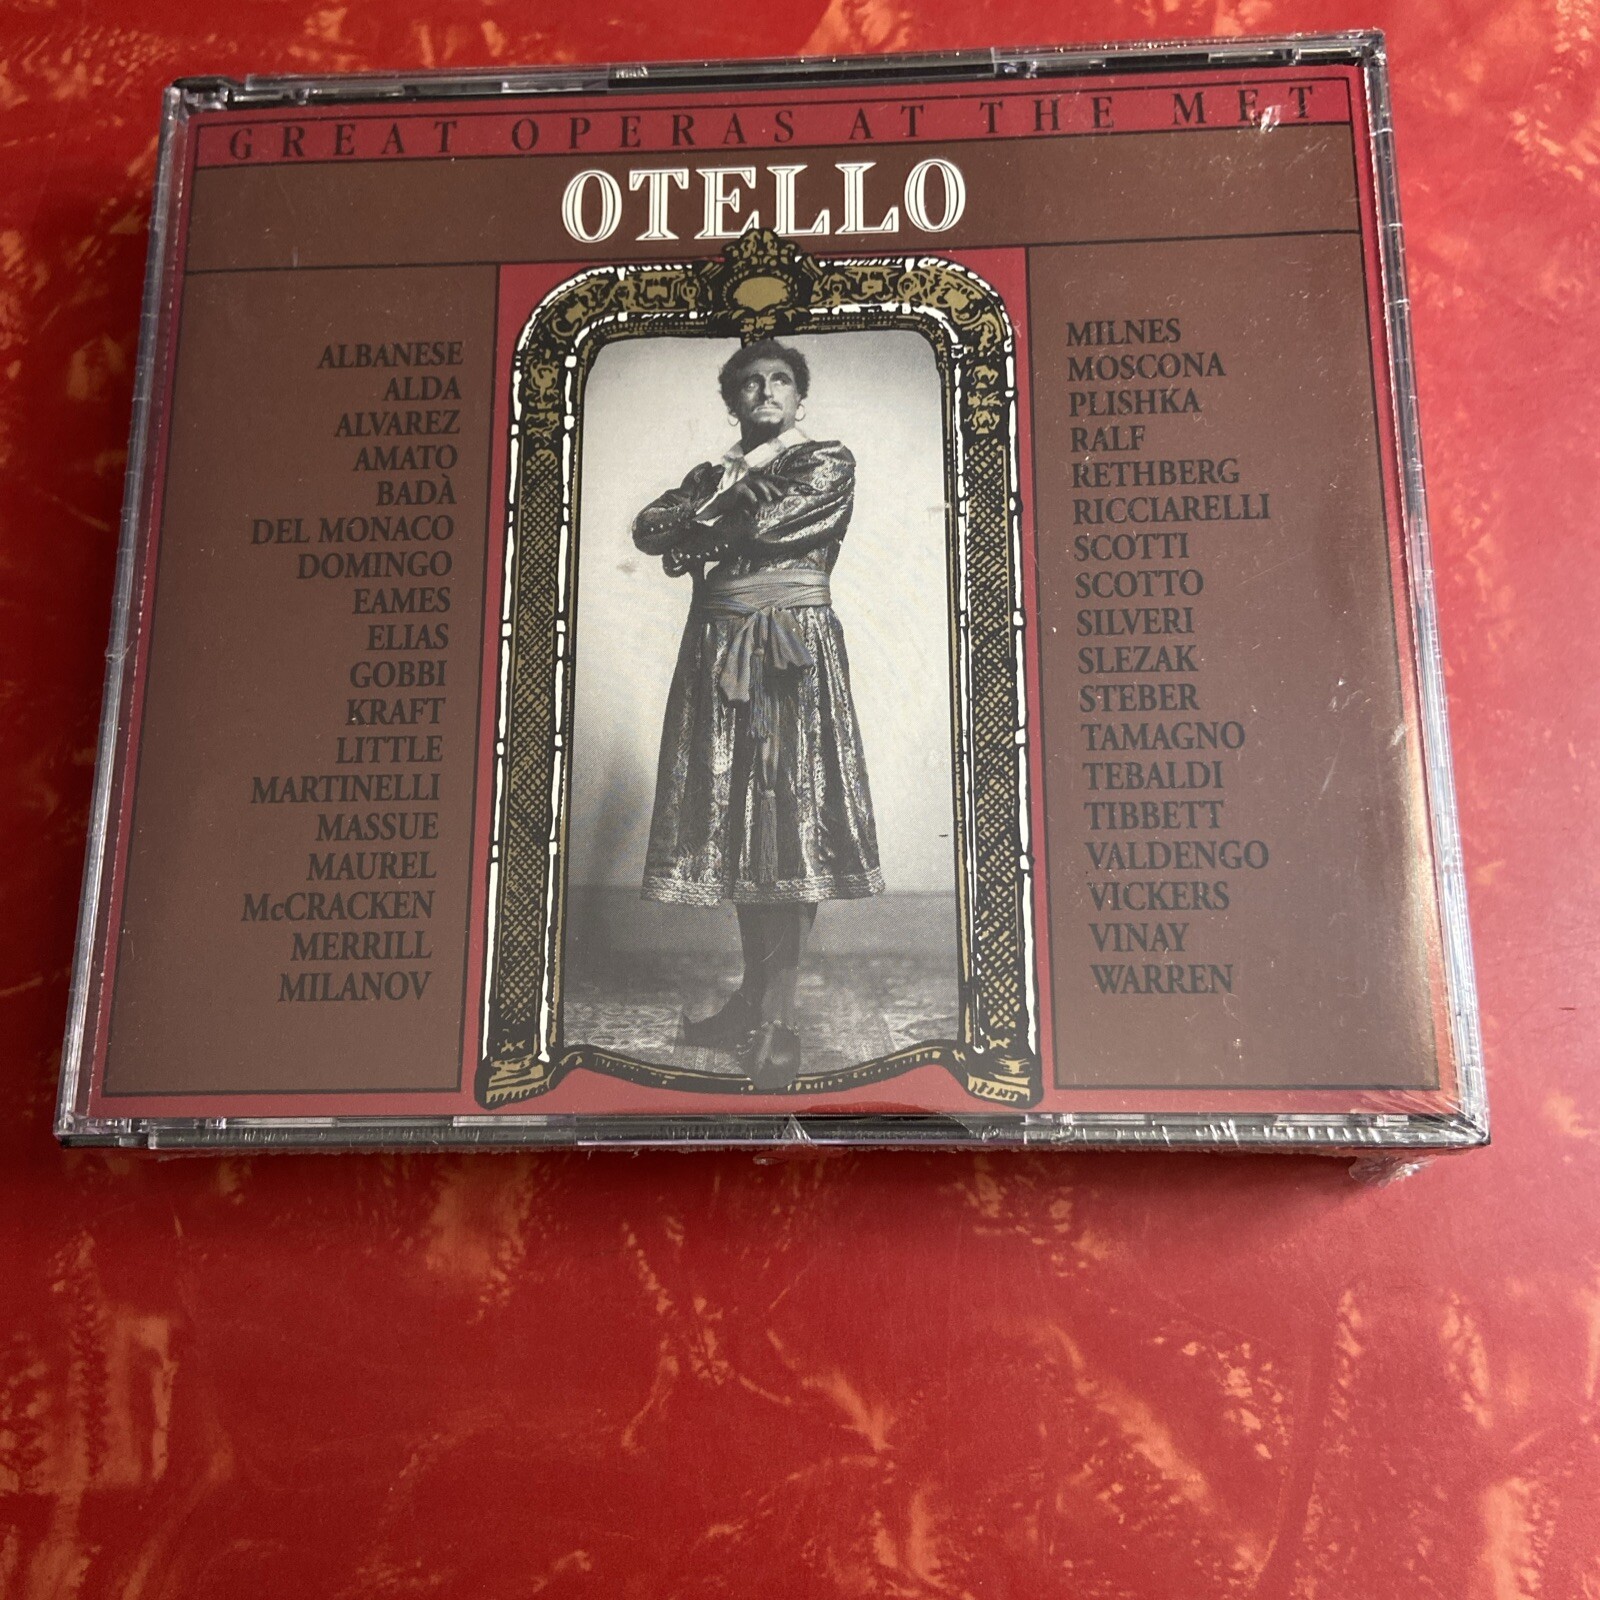 GREAT OPERAS AT THE MET
OTELLO
ALBANESE
ALDA
ALVAREZ
AMATO
BADÀ
DEL MONACO
DOMINGO
EAMES
ELIAS
GOBBI
KRAFT
LITTLE
MARTINELLI
MASSUE
MAUREL
McCRACKEN
MERRILL
MILANOV
MILNES
MOSCONA
PLISHKA
RALF
RETHBERG
RICCIARELLI
SCOTTI
SCOTTO
SILVERI
SLEZAK
STEBER
TAMAGNO
TEBALDI
TIBBETT
VALDENGO
VICKERS
VINAY
WARREN